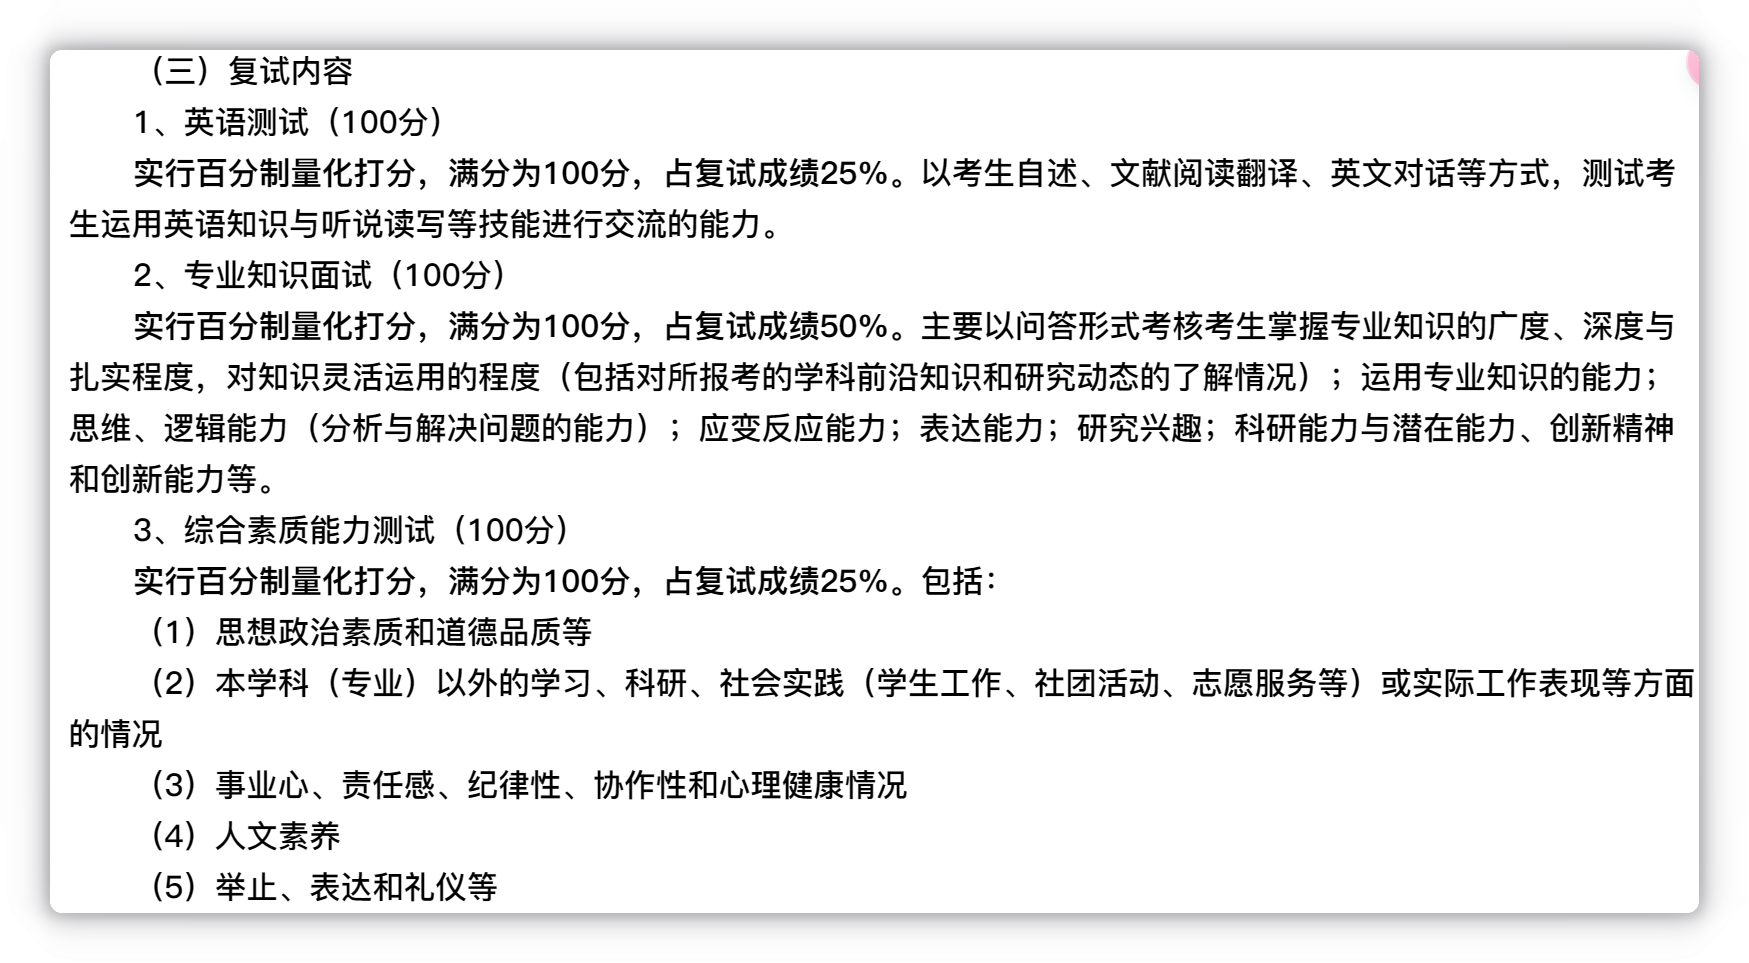 （三）复试内容
1、英语测试（100分）
实行百分制量化打分，满分为100分，占复试成绩25%。以考生自述、文献阅读翻译、英文对话等方式，测试考
生运用英语知识与听说读写等技能进行交流的能力。
2、专业知识面试（100分）
实行百分制量化打分，满分为100分，占复试成绩50%。主要以问答形式考核考生掌握专业知识的广度、深度与
扎实程度，对知识灵活运用的程度（包括对所报考的学科前沿知识和研究动态的了解情况）；运用专业知识的能力；
思维、逻辑能力（分析与解决问题的能力）；应变反应能力；表达能力；研究兴趣；科研能力与潜在能力、创新精神
和创新能力等。
3、综合素质能力测试（100分）
实行百分制量化打分，满分为100分，占复试成绩25%。包括：
（1）思想政治素质和道德品质等
（2）本学科（专业）以外的学习、科研、社会实践（学生工作、社团活动、志愿服务等）或实际工作表现等方面
的情况
（3）事业心、责任感、纪律性、协作性和心理健康情况
（4）人文素养
（5）举止、表达和礼仪等